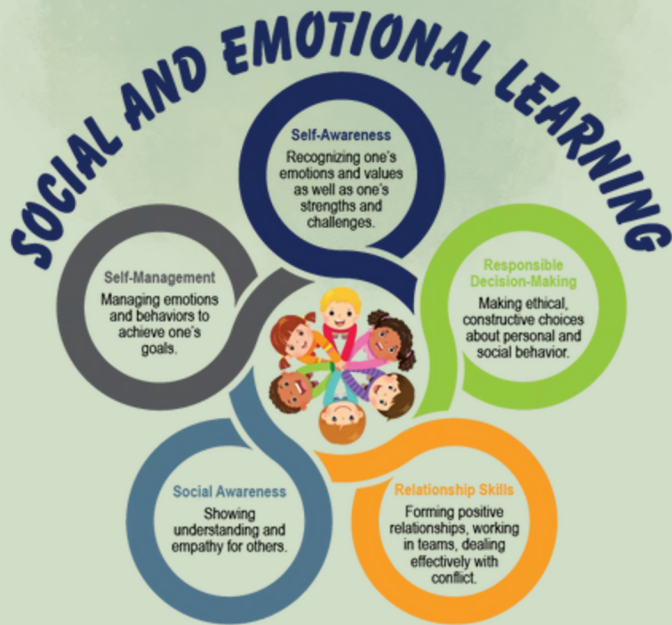 SOCIAL AND EMOTIONAL LEARNING
Self-Awareness
Recognizing one's
emotions and values
as well as one's
strengths and
challenges.
Self-Management
Managing emotions
and behaviors to
achieve one's
goals.
Responsible
Decision-Making
Making ethical,
constructive choices
about personal and
social behavior.
Social Awareness
Showing
understanding and
empathy for others.
Relationship Skills
Forming positive
relationships, working
in teams, dealing
effectively with
conflict.